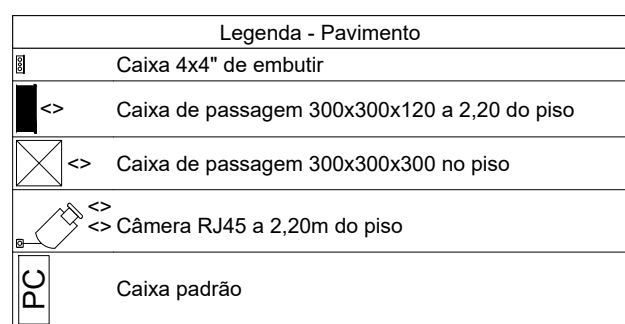 Legenda - Pavimento
Caixa 4x4" de embutir
<> Caixa de passagem 300x300x120 a 2,20 do piso
<> Caixa de passagem 300x300x300 no piso
<>
<> Câmera RJ45 a 2,20m do piso
PC Caixa padrão